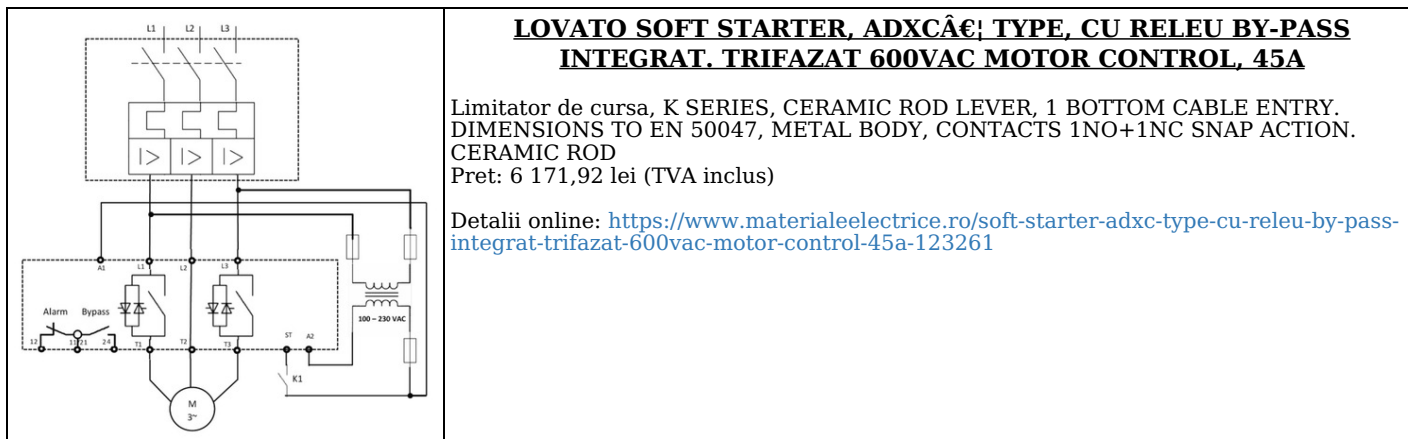 L1 L2 L3
I> I> I>
A1 L1 L2 L3
100 – 230 VAC
Alarm Bypass
12 11 21 24 T1 T2 T3 ST A2
K1
M
3~
LOVATO SOFT STARTER, ADXCÂ€¦ TYPE, CU RELEU BY-PASS
INTEGRAT. TRIFAZAT 600VAC MOTOR CONTROL, 45A
Limitator de cursa, K SERIES, CERAMIC ROD LEVER, 1 BOTTOM CABLE ENTRY.
DIMENSIONS TO EN 50047, METAL BODY, CONTACTS 1NO+1NC SNAP ACTION.
CERAMIC ROD
Pret: 6 171,92 lei (TVA inclus)
Detalii online: https://www.materialeelectrice.ro/soft-starter-adxc-type-cu-releu-by-pass-
integrat-trifazat-600vac-motor-control-45a-123261